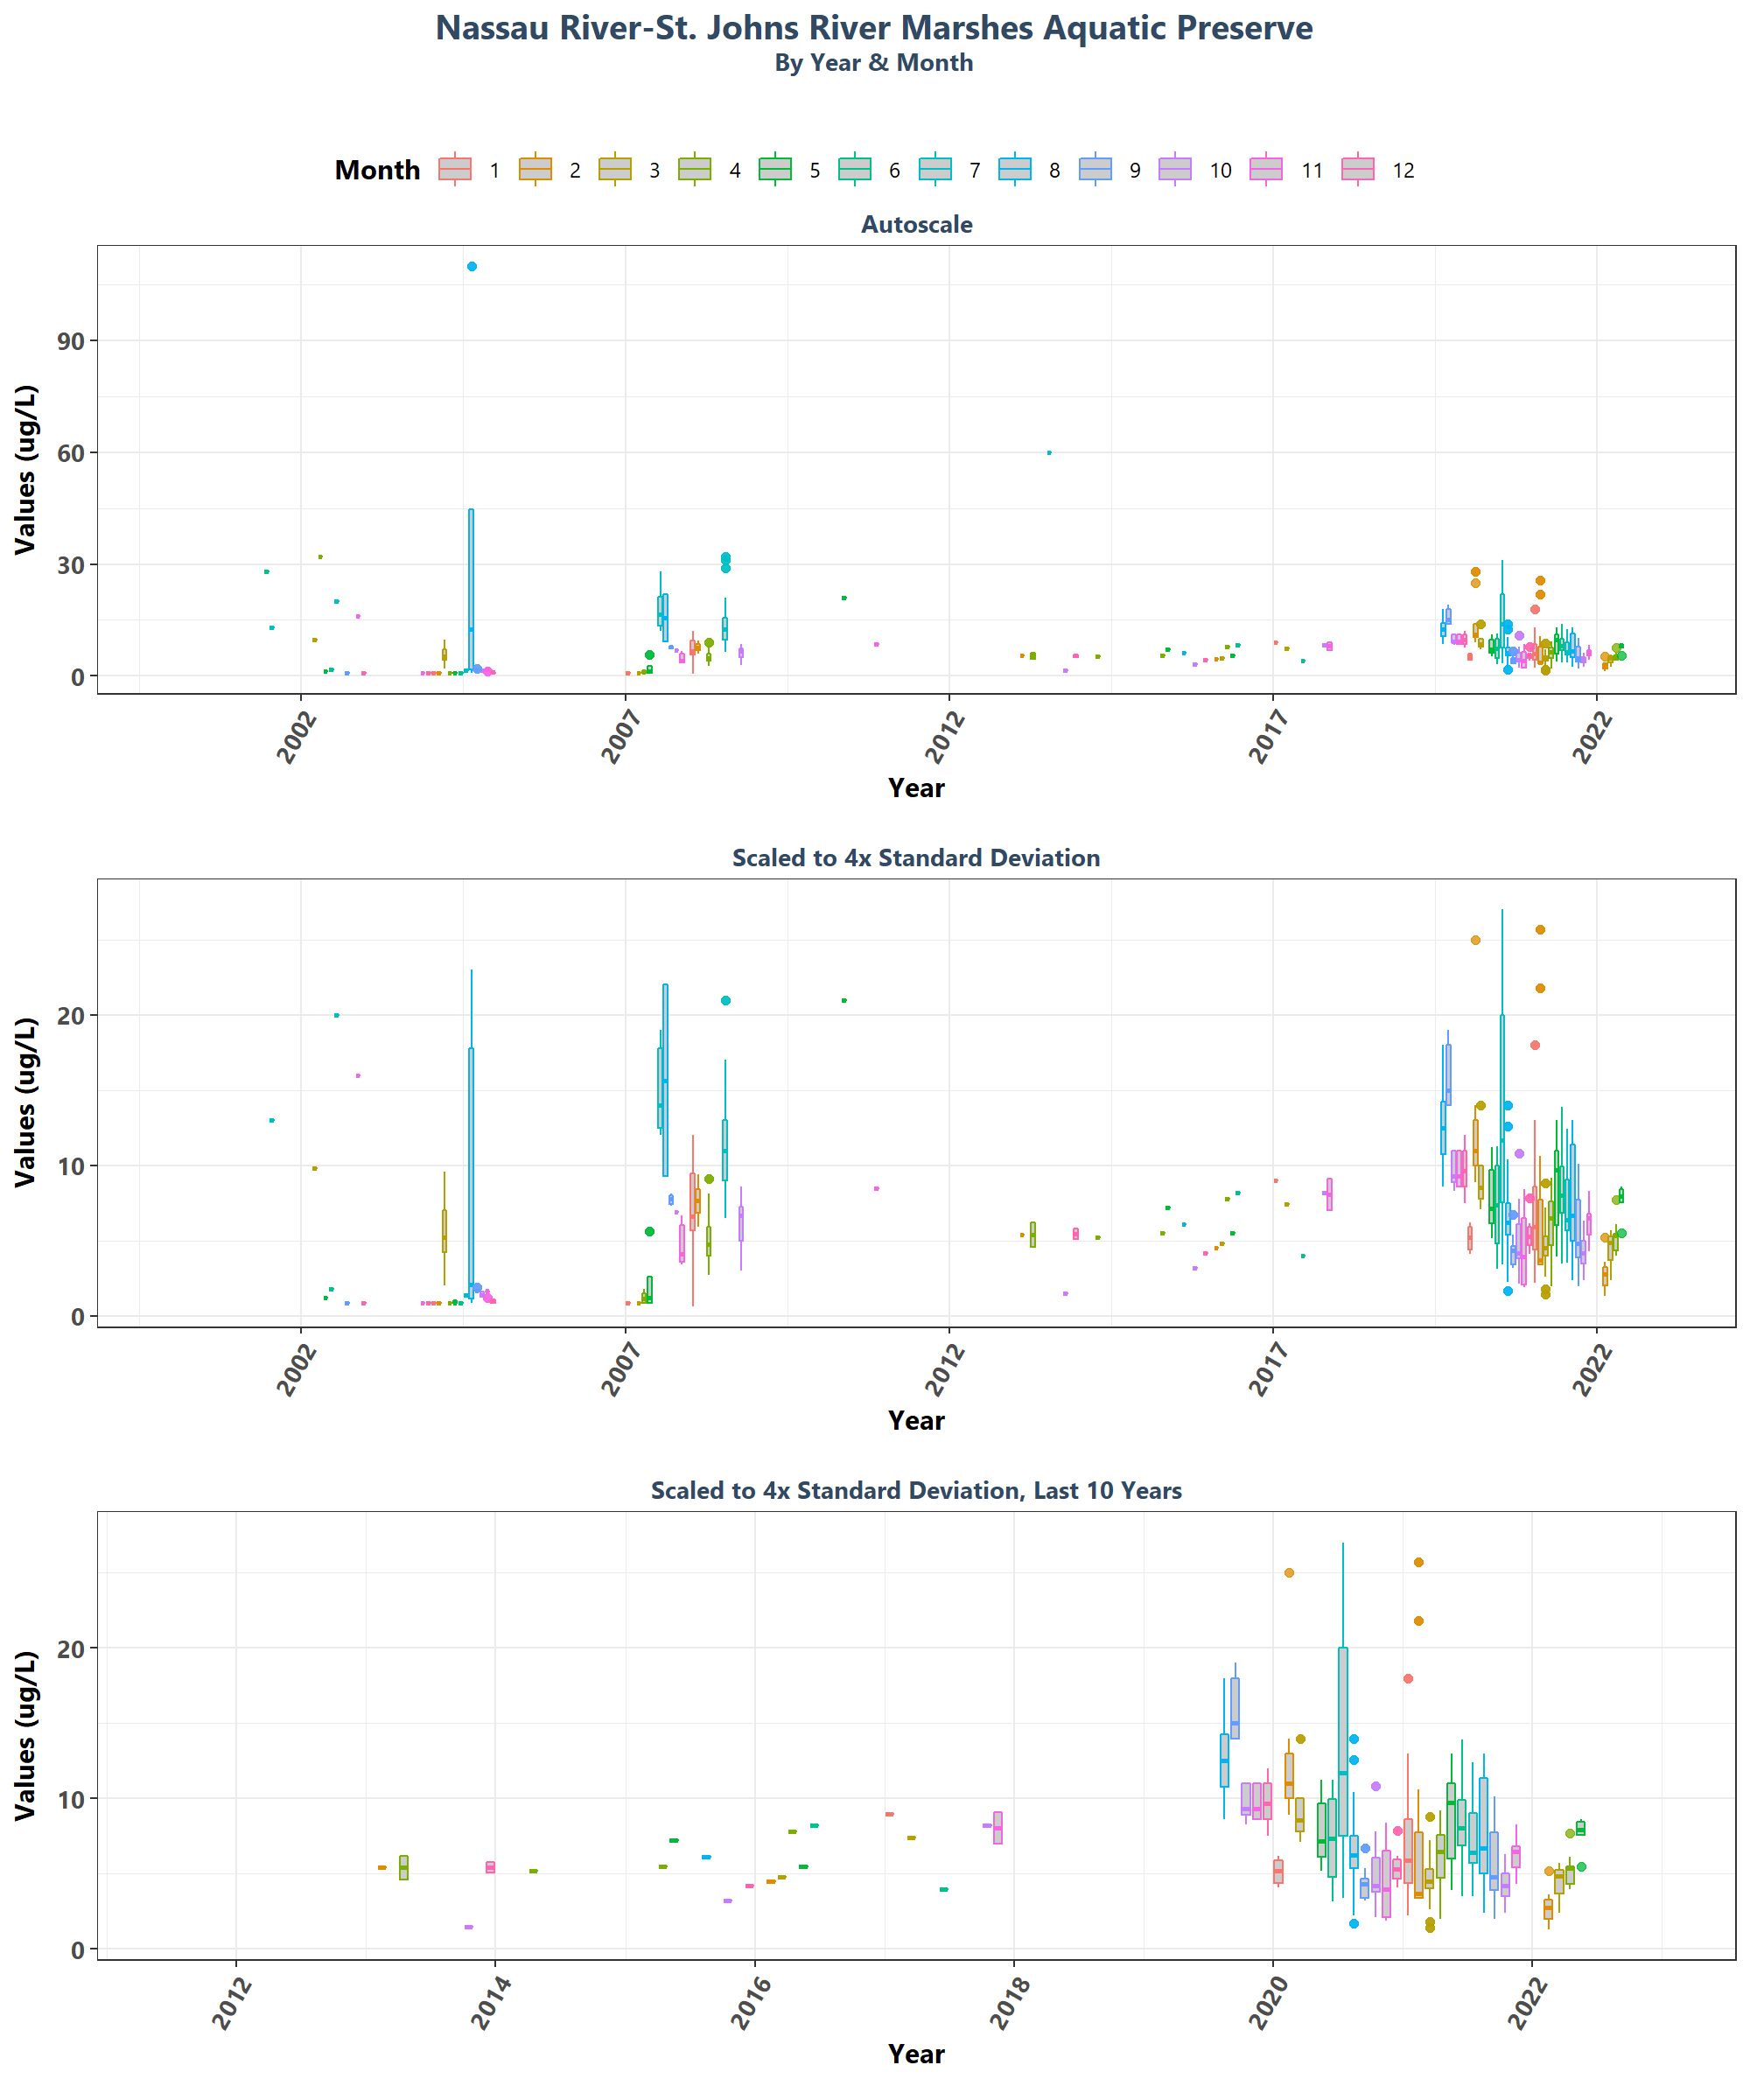 Nassau River-St. Johns River Marshes Aquatic Preserve
By Year & Month
Month 1 2 3 4 5 6 7 8 9 10 11 12
Autoscale
Values (ug/L)
90
60
30
0
2002 2007 2012 2017 2022
Year
Scaled to 4x Standard Deviation
Values (ug/L)
20
10
0
2002 2007 2012 2017 2022
Year
Scaled to 4x Standard Deviation, Last 10 Years
Values (ug/L)
20
10
0
2012 2014 2016 2018 2020 2022
Year